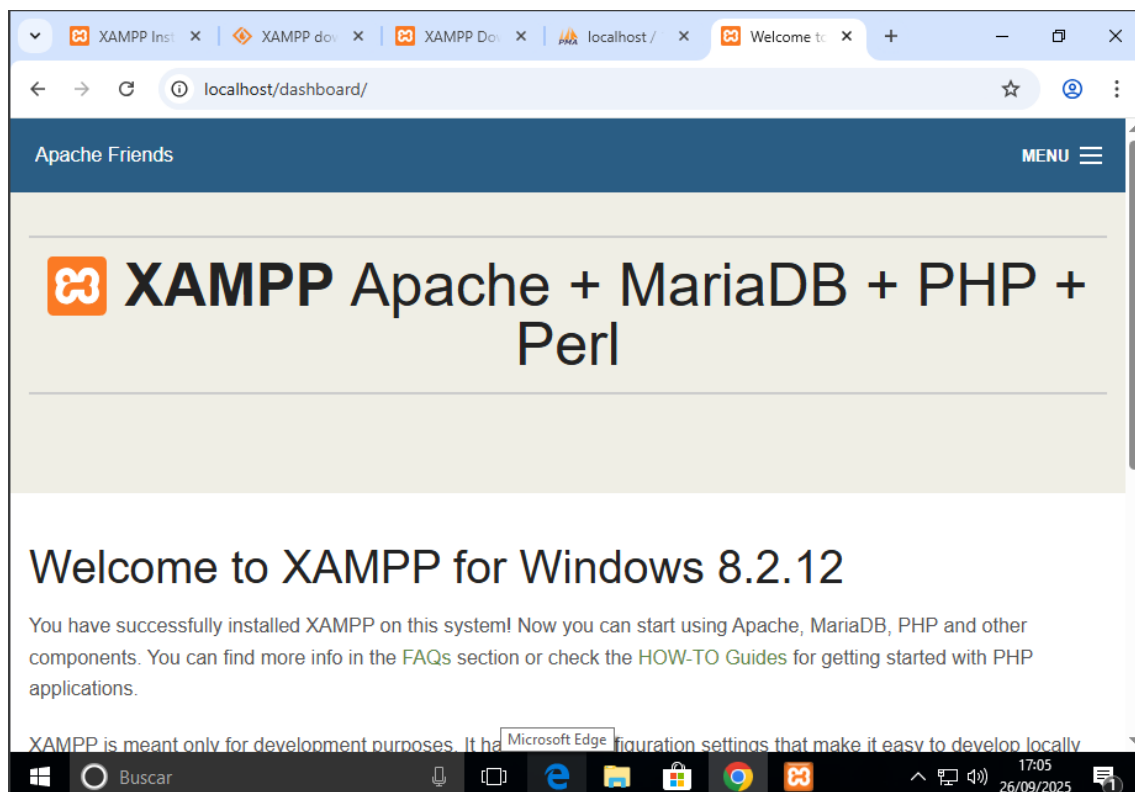 XAMPP Inst
XAMPP dov
XAMPP Dov
localhost /
Welcome to
localhost/dashboard/
Apache Friends
MENU
XAMPP Apache + MariaDB + PHP +
Perl
Welcome to XAMPP for Windows 8.2.12
You have successfully installed XAMPP on this system! Now you can start using Apache, MariaDB, PHP and other
components. You can find more info in the FAQs section or check the HOW-TO Guides for getting started with PHP
applications.
XAMPP is meant only for development purposes. It ha
Microsoft Edge
figuration settings that make it easy to develop locally
Buscar
17:05
26/09/2025
1